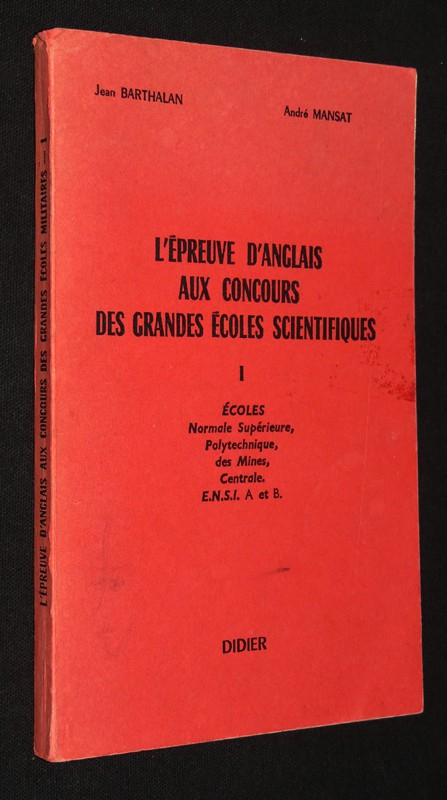 Jean BARTHALAN
André MANSAT
L'ÉPREUVE D'ANGLAIS
AUX CONCOURS
DES GRANDES ÉCOLES SCIENTIFIQUES
I
ÉCOLES
Normale Supérieure,
Polytechnique,
des Mines,
Centrale.
E.N.S.I. A et B.
DIDIER
L'ÉPREUVE D'ANGLAIS AUX CONCOURS DES GRANDES ÉCOLES MILITAIRES — 1